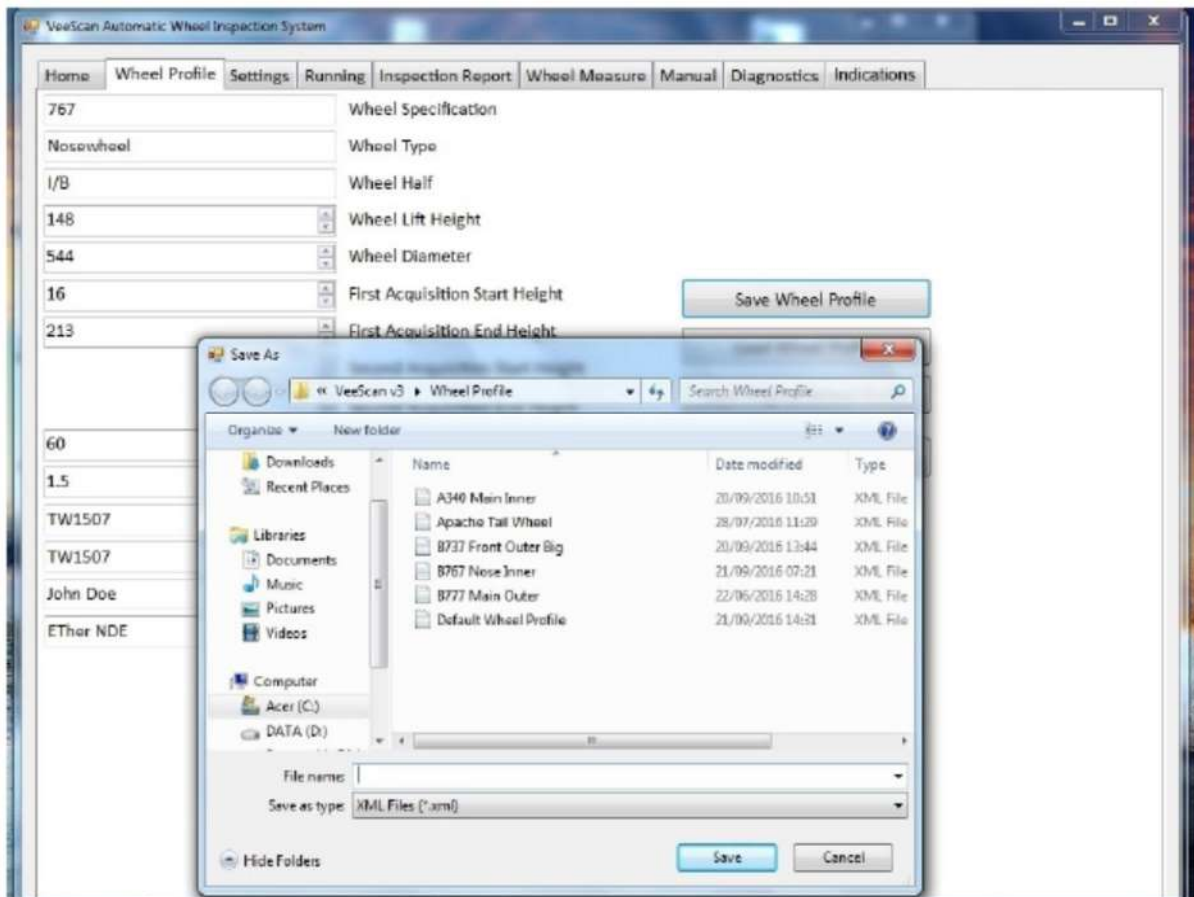 VeeScan Automatic Wheel Inspection System
Home Wheel Profile Settings Running Inspection Report Wheel Measure Manual Diagnostics Indications
767 Wheel Specification
Nosewheel Wheel Type
I/B Wheel Half
148 Wheel Lift Height
544 Wheel Diameter
16 First Acquisition Start Height
Save Wheel Profile
213 First Acquisition End Height
60
1.5
TW1507
TW1507
John Doe
ETher NDE
Save As
« VeeScan v3 Wheel Profile Search Wheel Profile
Organize New folder
Downloads
Recent Places
Libraries
Documents
Music
Pictures
Videos
Computer
Acer (C:)
DATA (D:)
Name Date modified Type
A340 Main Inner 20/09/2016 10:51 XML File
Apache Tail Wheel 28/07/2016 11:29 XML File
B737 Front Outer Big 20/09/2016 13:44 XML File
B767 Nose Inner 21/09/2016 07:21 XML File
B777 Main Outer 22/06/2016 14:28 XML File
Default Wheel Profile 21/09/2016 14:31 XML File
File name:
Save as type: XML Files (*.xml)
Hide Folders Save Cancel